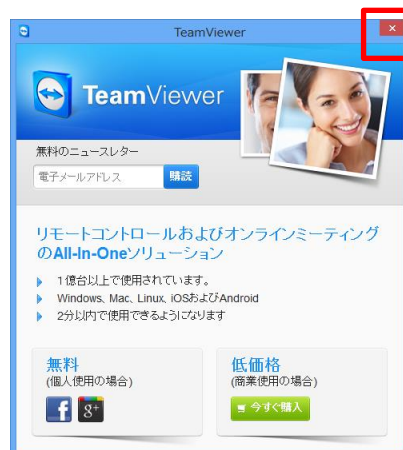 TeamViewer
TeamViewer
無料のニュースレター
電子メールアドレス
購読
リモートコントロールおよびオンラインミーティング
のAll-In-Oneソリューション
1億台以上で使用されています。
Windows、Mac、Linux、iOSおよびAndroid
2分以内で使用できるようになります
無料
(個人使用の場合)
低価格
(商業使用の場合)
今すぐ購入